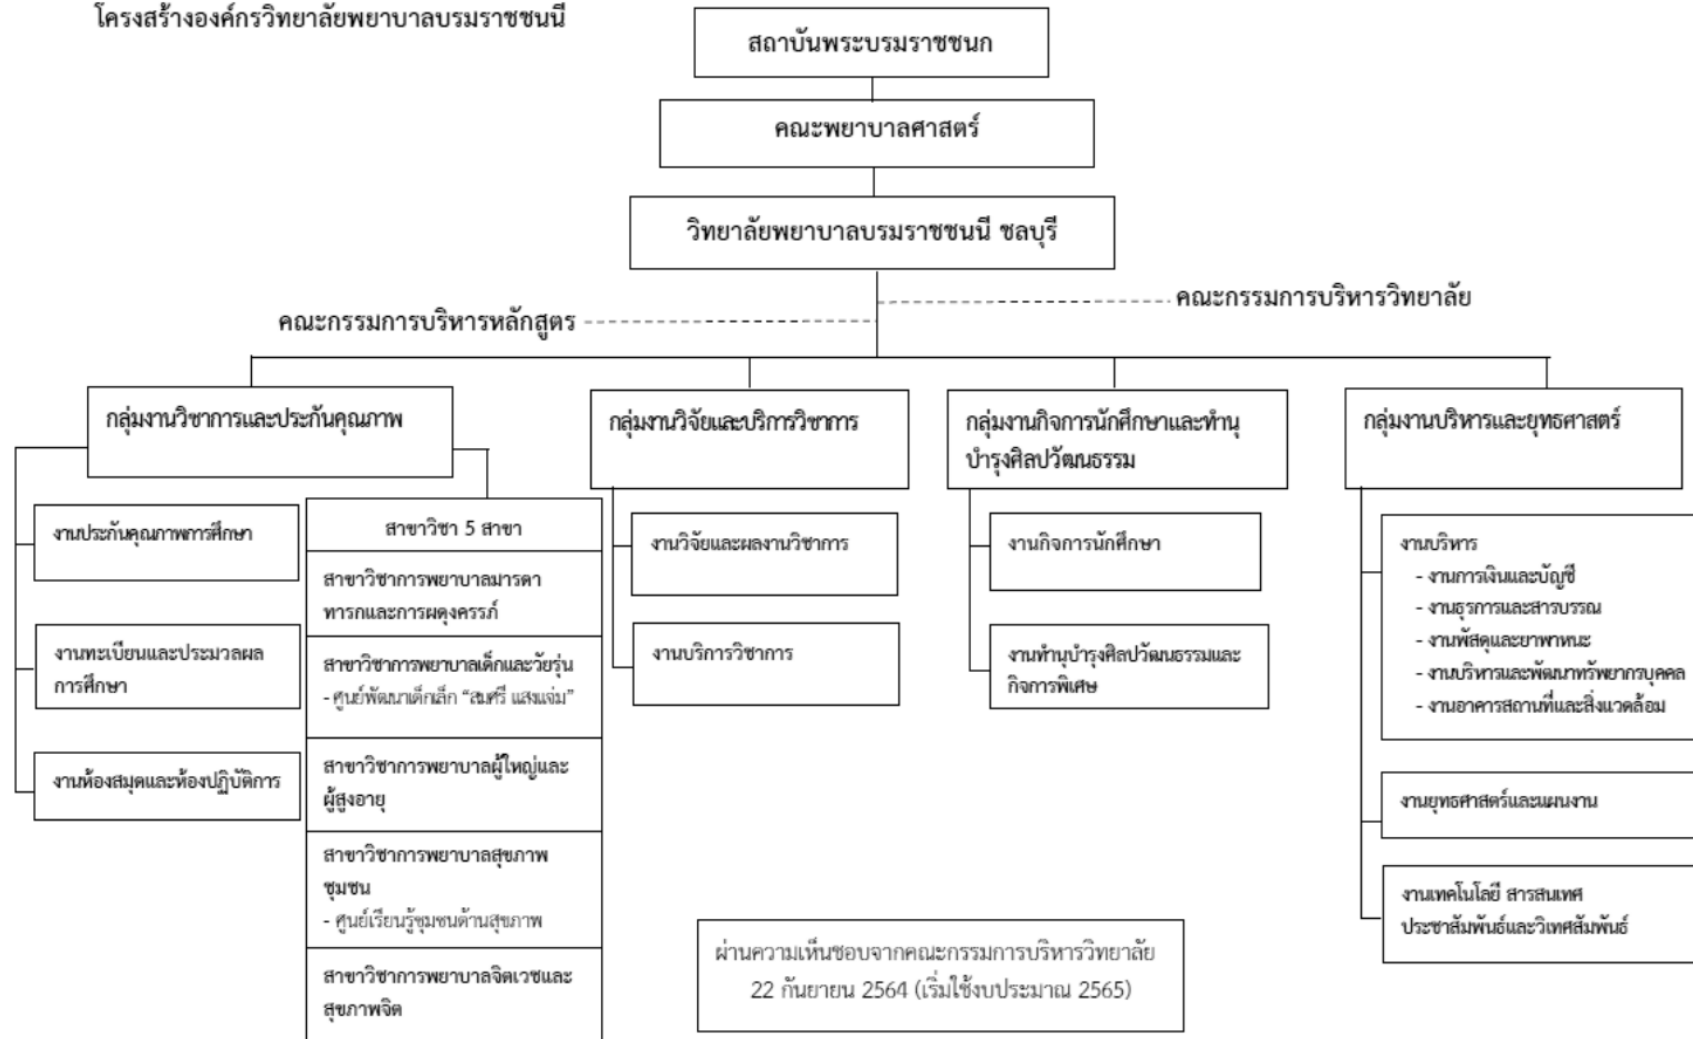 โครงสร้างองค์กรวิทยาลัยพยาบาลบรมราชชนนี
สถาบันพระบรมราชชนก
คณะพยาบาลศาสตร์
วิทยาลัยพยาบาลบรมราชชนนี ชลบุรี
คณะกรรมการบริหารวิทยาลัย
คณะกรรมการบริหารหลักสูตร
กลุ่มงานวิชาการและประกันคุณภาพ
งานประกันคุณภาพการศึกษา
งานทะเบียนและประมวลผล
การศึกษา
งานห้องสมุดและห้องปฏิบัติการ
สาขาวิชา 5 สาขา
สาขาวิชาการพยาบาลมารดา
ทารกและการผดุงครรภ์
สาขาวิชาการพยาบาลเด็กและวัยรุ่น
- ศูนย์พัฒนาเด็กเล็ก “สมศรี แสงแจ่ม”
สาขาวิชาการพยาบาลผู้ใหญ่และ
ผู้สูงอายุ
สาขาวิชาการพยาบาลสุขภาพ
ชุมชน
- ศูนย์เรียนรู้ชุมชนด้านสุขภาพ
สาขาวิชาการพยาบาลจิตเวชและ
สุขภาพจิต
กลุ่มงานวิจัยและบริการวิชาการ
งานวิจัยและผลงานวิชาการ
งานบริการวิชาการ
กลุ่มงานกิจการนักศึกษาและทำนุ
บำรุงศิลปวัฒนธรรม
งานกิจการนักศึกษา
งานทำนุบำรุงศิลปวัฒนธรรมและ
กิจการพิเศษ
กลุ่มงานบริหารและยุทธศาสตร์
งานบริหาร
- งานการเงินและบัญชี
- งานธุรการและสารบรรณ
- งานพัสดุและยาพาหนะ
- งานบริหารและพัฒนาทรัพยากรบุคคล
- งานอาคารสถานที่และสิ่งแวดล้อม
งานยุทธศาสตร์และแผนงาน
งานเทคโนโลยี สารสนเทศ
ประชาสัมพันธ์และวิเทศสัมพันธ์
ผ่านความเห็นชอบจากคณะกรรมการบริหารวิทยาลัย
22 กันยายน 2564 (เริ่มใช้งบประมาณ 2565)